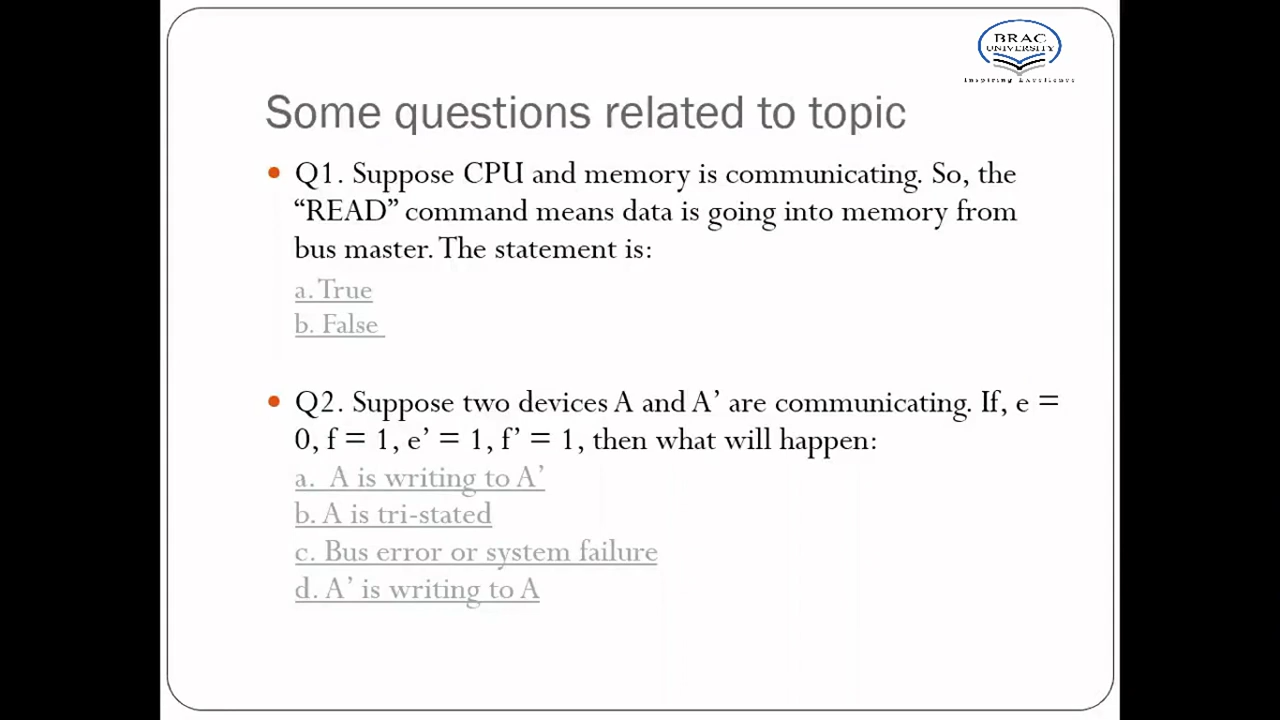 BRAC
UNIVERSITY
Inspiring Excellence
Some questions related to topic
• Q1. Suppose CPU and memory is communicating. So, the
“READ” command means data is going into memory from
bus master. The statement is:
a. True
b. False
• Q2. Suppose two devices A and A’ are communicating. If, e =
0, f = 1, e’ = 1, f’ = 1, then what will happen:
a. A is writing to A’
b. A is tri-stated
c. Bus error or system failure
d. A’ is writing to A